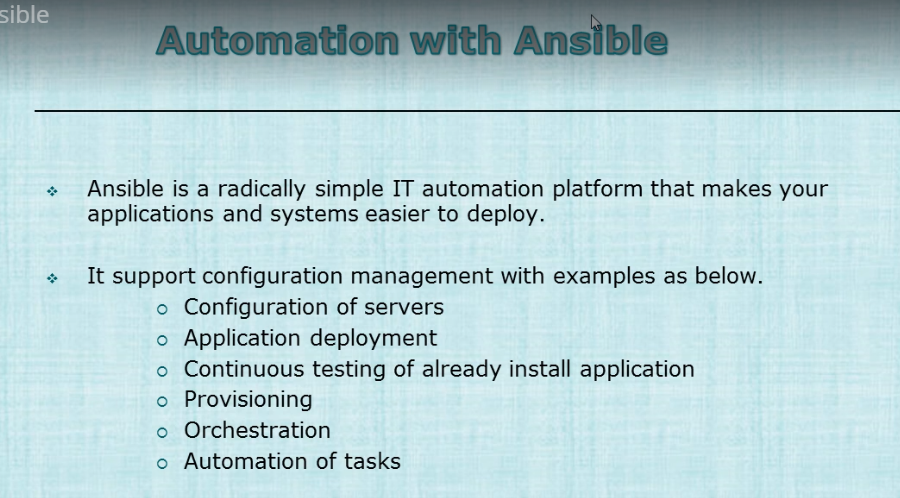 sible
Automation with Ansible
Ansible is a radically simple IT automation platform that makes your
applications and systems easier to deploy.
It support configuration management with examples as below.
Configuration of servers
Application deployment
Continuous testing of already install application
Provisioning
Orchestration
Automation of tasks